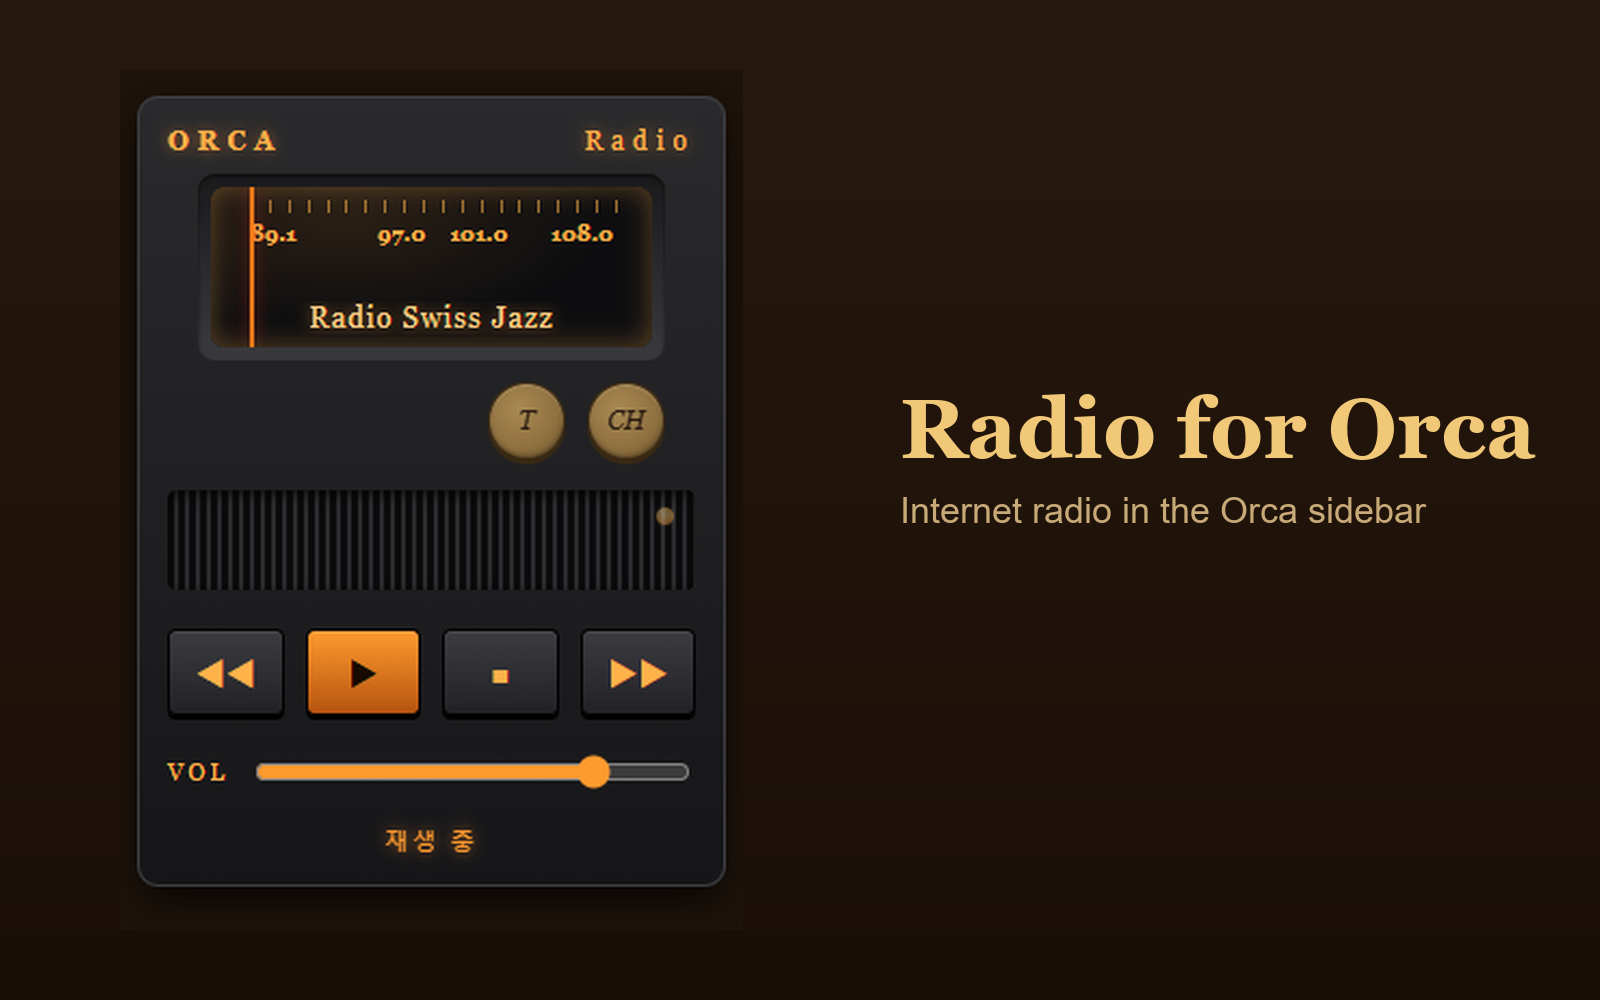 ORCA Radio
89.1 97.0 101.0 108.0
Radio Swiss Jazz
T CH
VOL
재생 중
Radio for Orca
Internet radio in the Orca sidebar